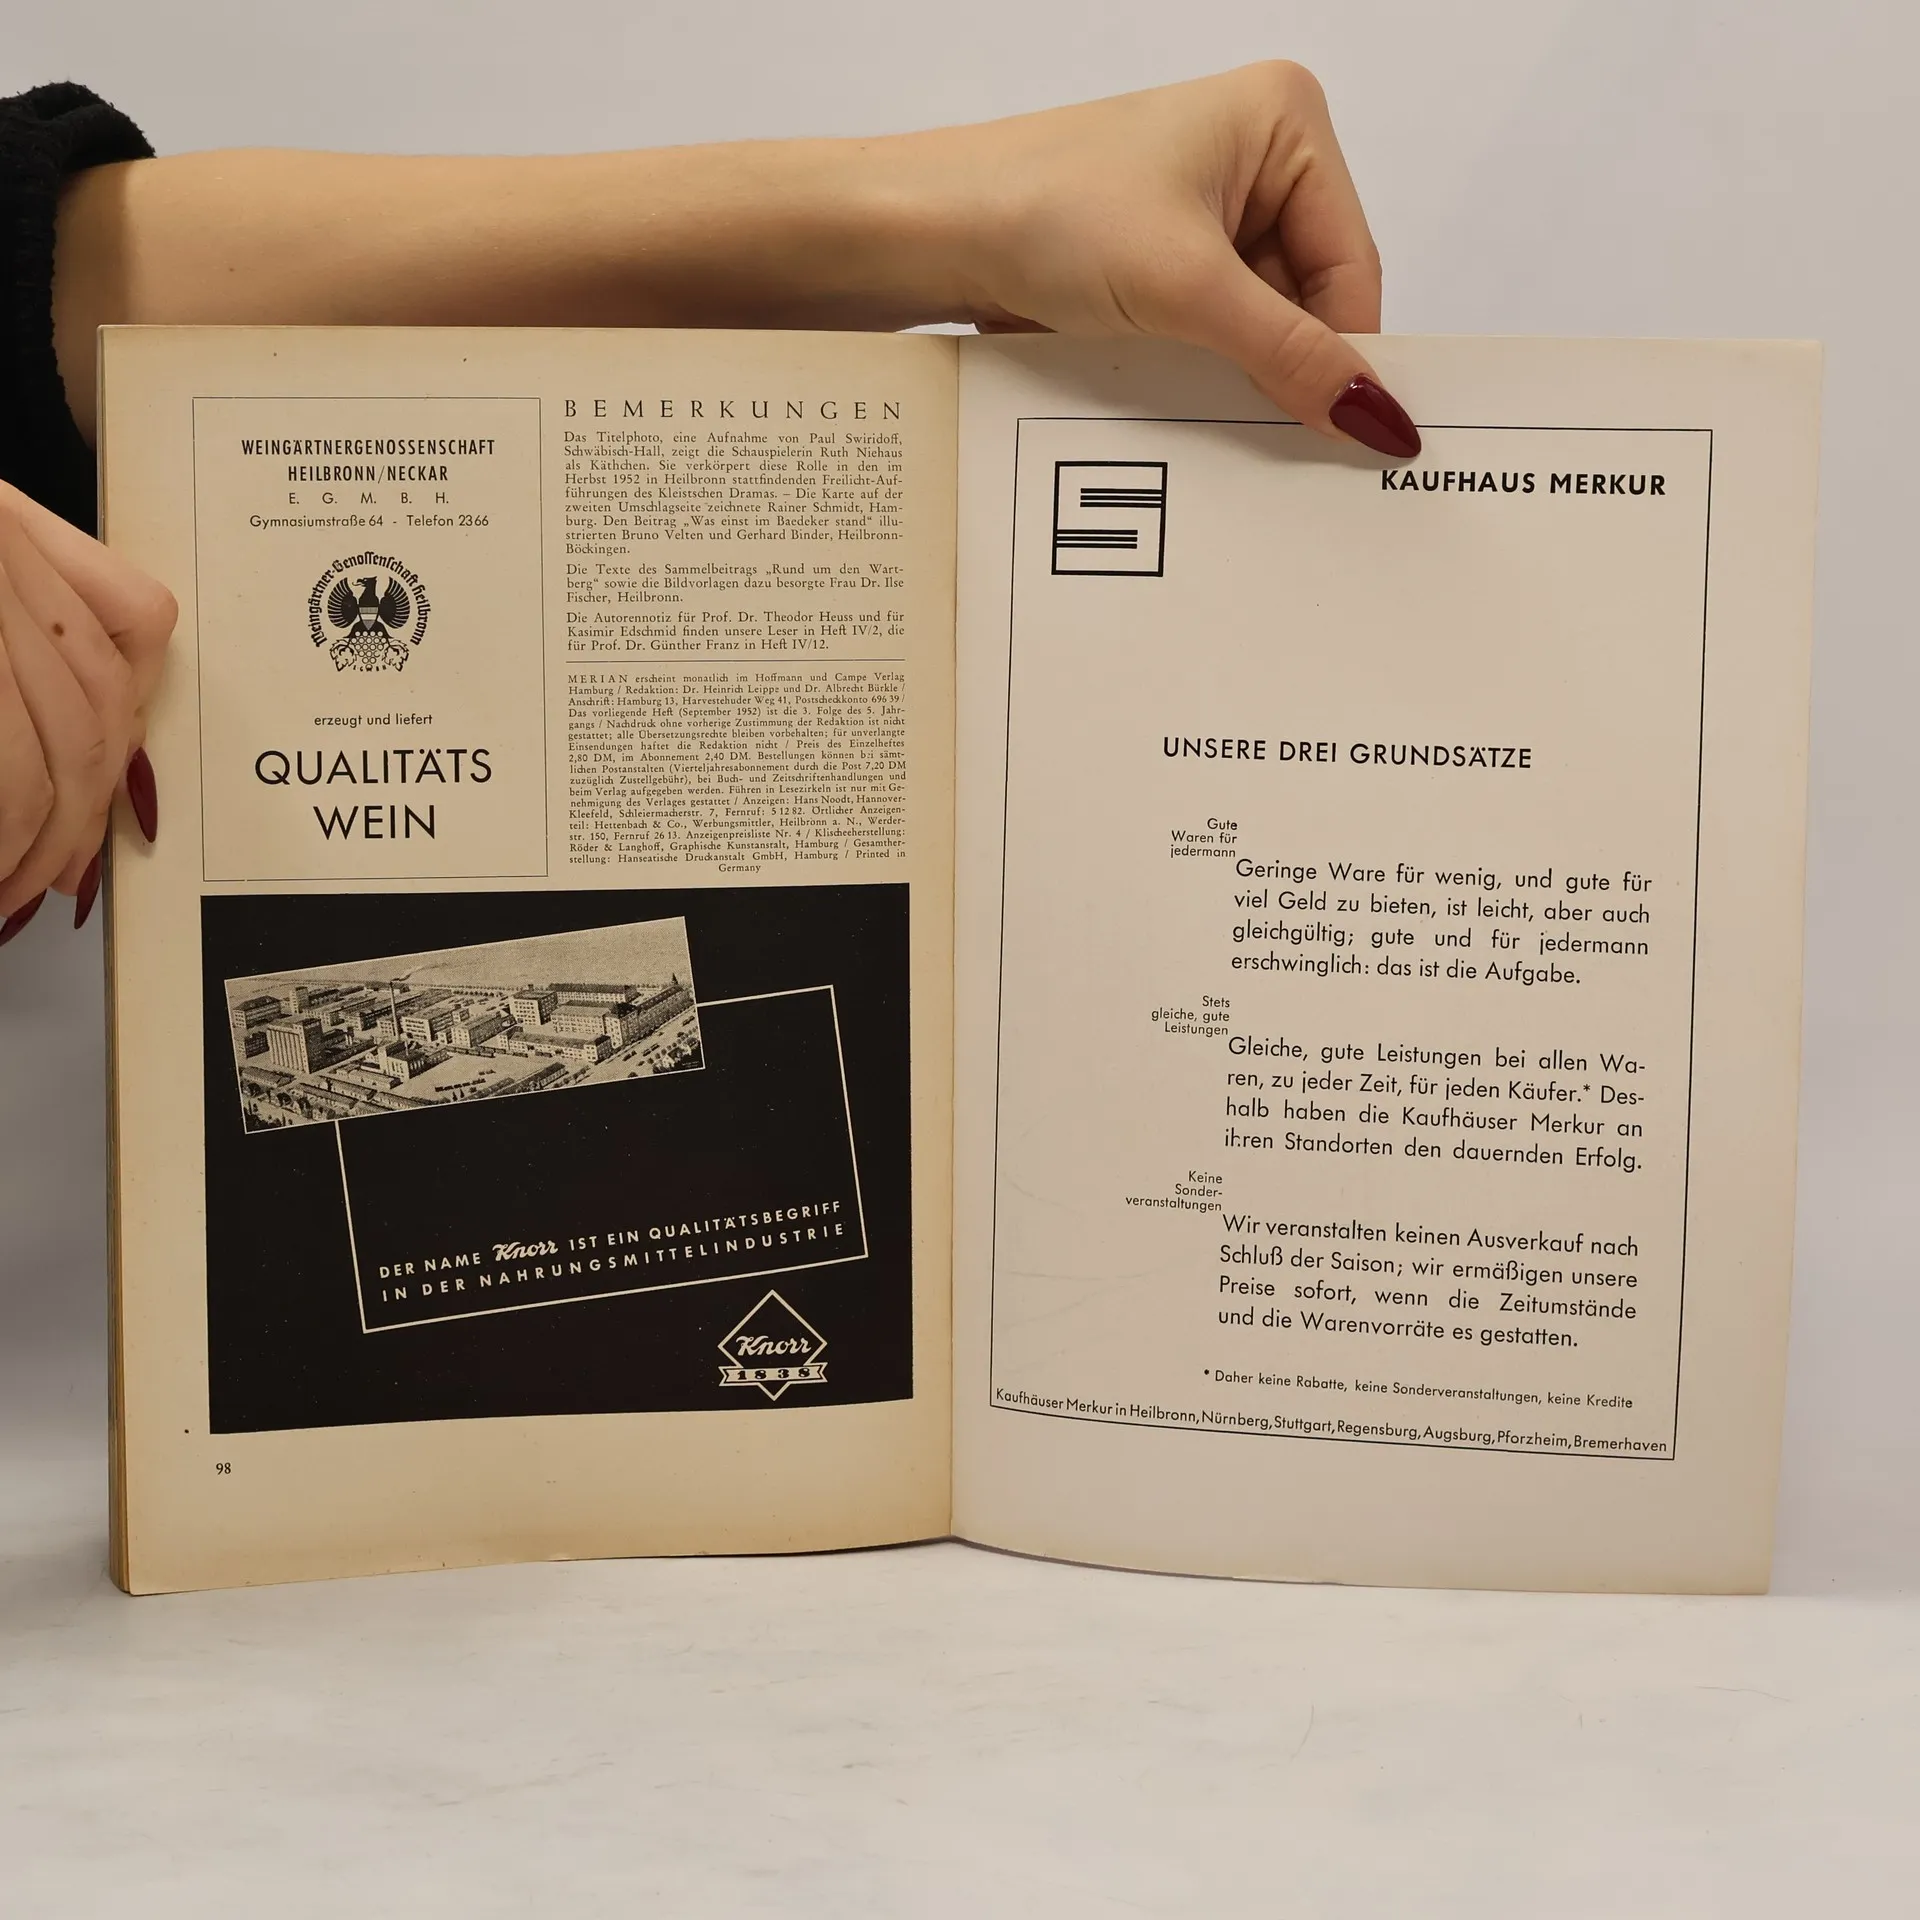 WEINGÄRTNERGENOSSENSCHAFT
HEILBRONN/NECKAR
E. G. M. B. H.
Gymnasiumstraße 64 - Telefon 2366
Weingärtner-Genossenschaft Heilbronn
erzeugt und liefert
QUALITÄTS
WEIN
BEMERKUNGEN
Das Titelphoto, eine Aufnahme von Paul Swiridoff,
Schwäbisch-Hall, zeigt die Schauspielerin Ruth Niehaus
als Käthchen. Sie verkörpert diese Rolle in den im
Herbst 1952 in Heilbronn stattfindenden Freilicht-Auf-
führungen des Kleistschen Dramas. – Die Karte auf der
zweiten Umschlagseite zeichnete Rainer Schmidt, Ham-
burg. Den Beitrag „Was einst im Baedeker stand“ illu-
strierten Bruno Velten und Gerhard Binder, Heilbronn-
Böckingen.
Die Texte des Sammelbeitrags „Rund um den Wart-
berg“ sowie die Bildvorlagen dazu besorgte Frau Dr. Ilse
Fischer, Heilbronn.
Die Autorennotiz für Prof. Dr. Theodor Heuss und für
Kasimir Edschmid finden unsere Leser in Heft IV/2, die
für Prof. Dr. Günther Franz in Heft IV/12.
MERIAN erscheint monatlich im Hoffmann und Campe Verlag
Hamburg / Redaktion: Dr. Heinrich Leippe und Dr. Albrecht Bürkle /
Anschrift: Hamburg 13, Harvestehuder Weg 41, Postscheckkonto 696 39 /
Das vorliegende Heft (September 1952) ist die 3. Folge des 5. Jahr-
gangs / Nachdruck ohne vorherige Zustimmung der Redaktion ist nicht
gestattet; alle Übersetzungsrechte bleiben vorbehalten; für unverlangte
Einsendungen haftet die Redaktion nicht / Preis des Einzelheftes
2,80 DM, im Abonnement 2,40 DM. Bestellungen können bei sämt-
lichen Postanstalten (Vierteljahresabonnement durch die Post 7,20 DM
zuzüglich Zustellgebühr), bei Buch- und Zeitschriftenhandlungen und
beim Verlag aufgegeben werden. Führen in Lesezirkeln ist nur mit Ge-
nehmigung des Verlages gestattet / Anzeigen: Hans Noodt, Hannover-
Kleefeld, Schleiermacherstr. 7, Fernruf: 5 12 82. Örtlicher Anzeigen-
teil: Hettenbach & Co., Werbungsmittler, Heilbronn a. N., Werder-
str. 150, Fernruf 26 13. Anzeigenpreisliste Nr. 4 / Klischeeherstellung:
Röder & Langhoff, Graphische Kunstanstalt, Hamburg / Gesamther-
stellung: Hanseatische Druckanstalt GmbH, Hamburg / Printed in
Germany
DER NAME Knorr IST EIN QUALITÄTSBEGRIFF
IN DER NAHRUNGSMITTELINDUSTRIE
Knorr
1838
98
KAUFHAUS MERKUR
UNSERE DREI GRUNDSÄTZE
Gute
Waren für
jedermann
Geringe Ware für wenig, und gute für
viel Geld zu bieten, ist leicht, aber auch
gleichgültig; gute und für jedermann
erschwinglich: das ist die Aufgabe.
Stets
gleiche, gute
Leistungen
Gleiche, gute Leistungen bei allen Wa-
ren, zu jeder Zeit, für jeden Käufer.* Des-
halb haben die Kaufhäuser Merkur an
ihren Standorten den dauernden Erfolg.
Keine
Sonder-
veranstaltungen
Wir veranstalten keinen Ausverkauf nach
Schluß der Saison; wir ermäßigen unsere
Preise sofort, wenn die Zeitumstände
und die Warenvorräte es gestatten.
* Daher keine Rabatte, keine Sonderveranstaltungen, keine Kredite
Kaufhäuser Merkur in Heilbronn, Nürnberg, Stuttgart, Regensburg, Augsburg, Pforzheim, Bremerhaven